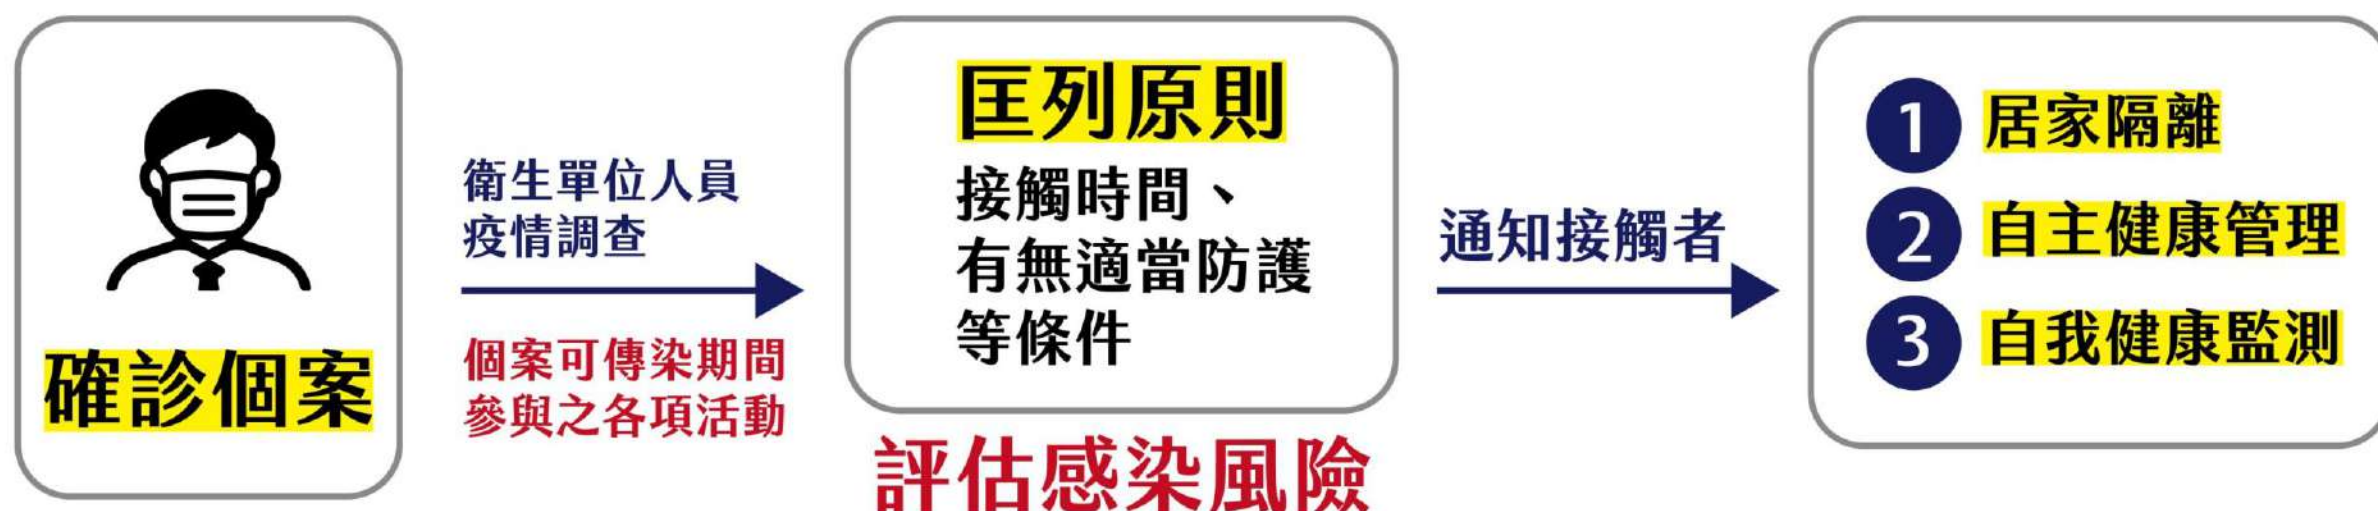 確診個案
衛生單位人員
疫情調查
個案可傳染期間
參與之各項活動
匡列原則
接觸時間、
有無適當防護
等條件
評估感染風險
通知接觸者
1 居家隔離
2 自主健康管理
3 自我健康監測